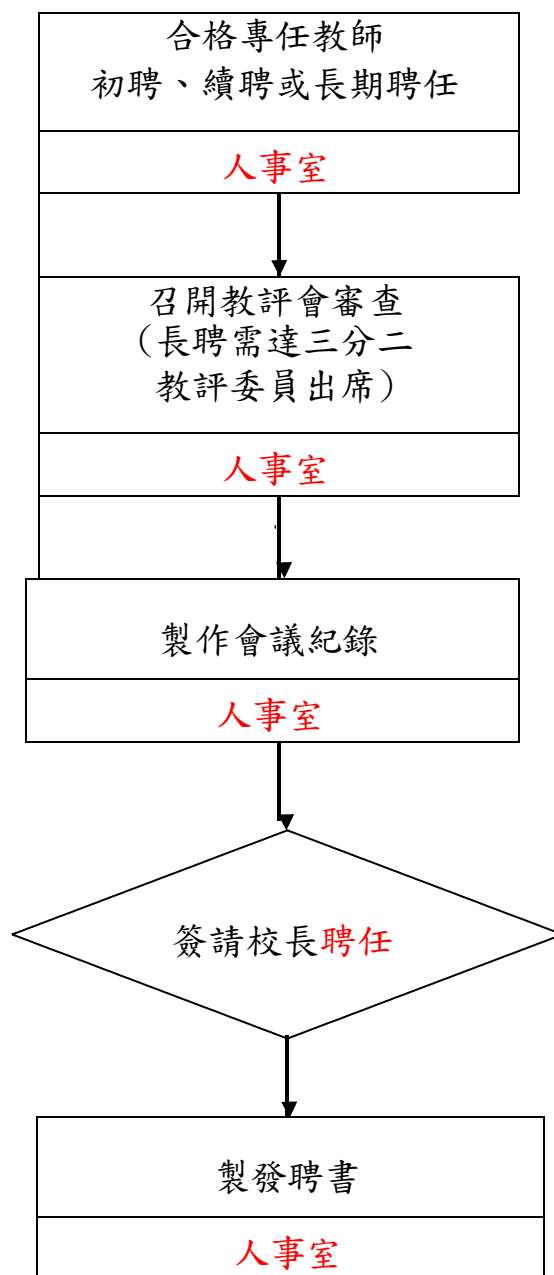 合格專任教師
初聘、續聘或長期聘任
人事室
召開教評會審查
（長聘需達三分二
教評委員出席）
人事室
製作會議紀錄
人事室
簽請校長聘任
製發聘書
人事室